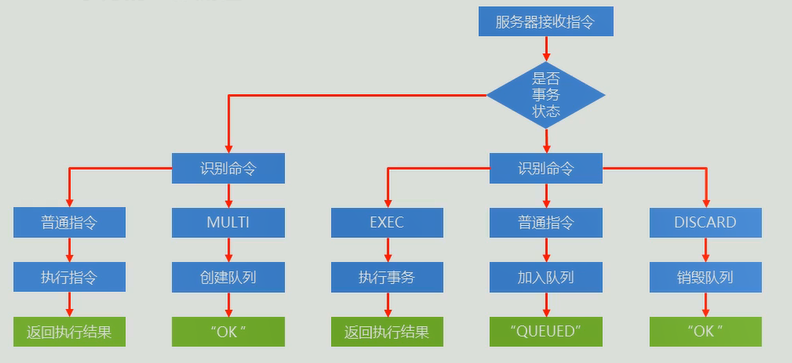 服务器接收指令
是否
事务
状态
识别命令
识别命令
普通指令
MULTI
EXEC
普通指令
DISCARD
执行指令
创建队列
执行事务
加入队列
销毁队列
返回执行结果
“OK ”
返回执行结果
“QUEUED”
“OK ”